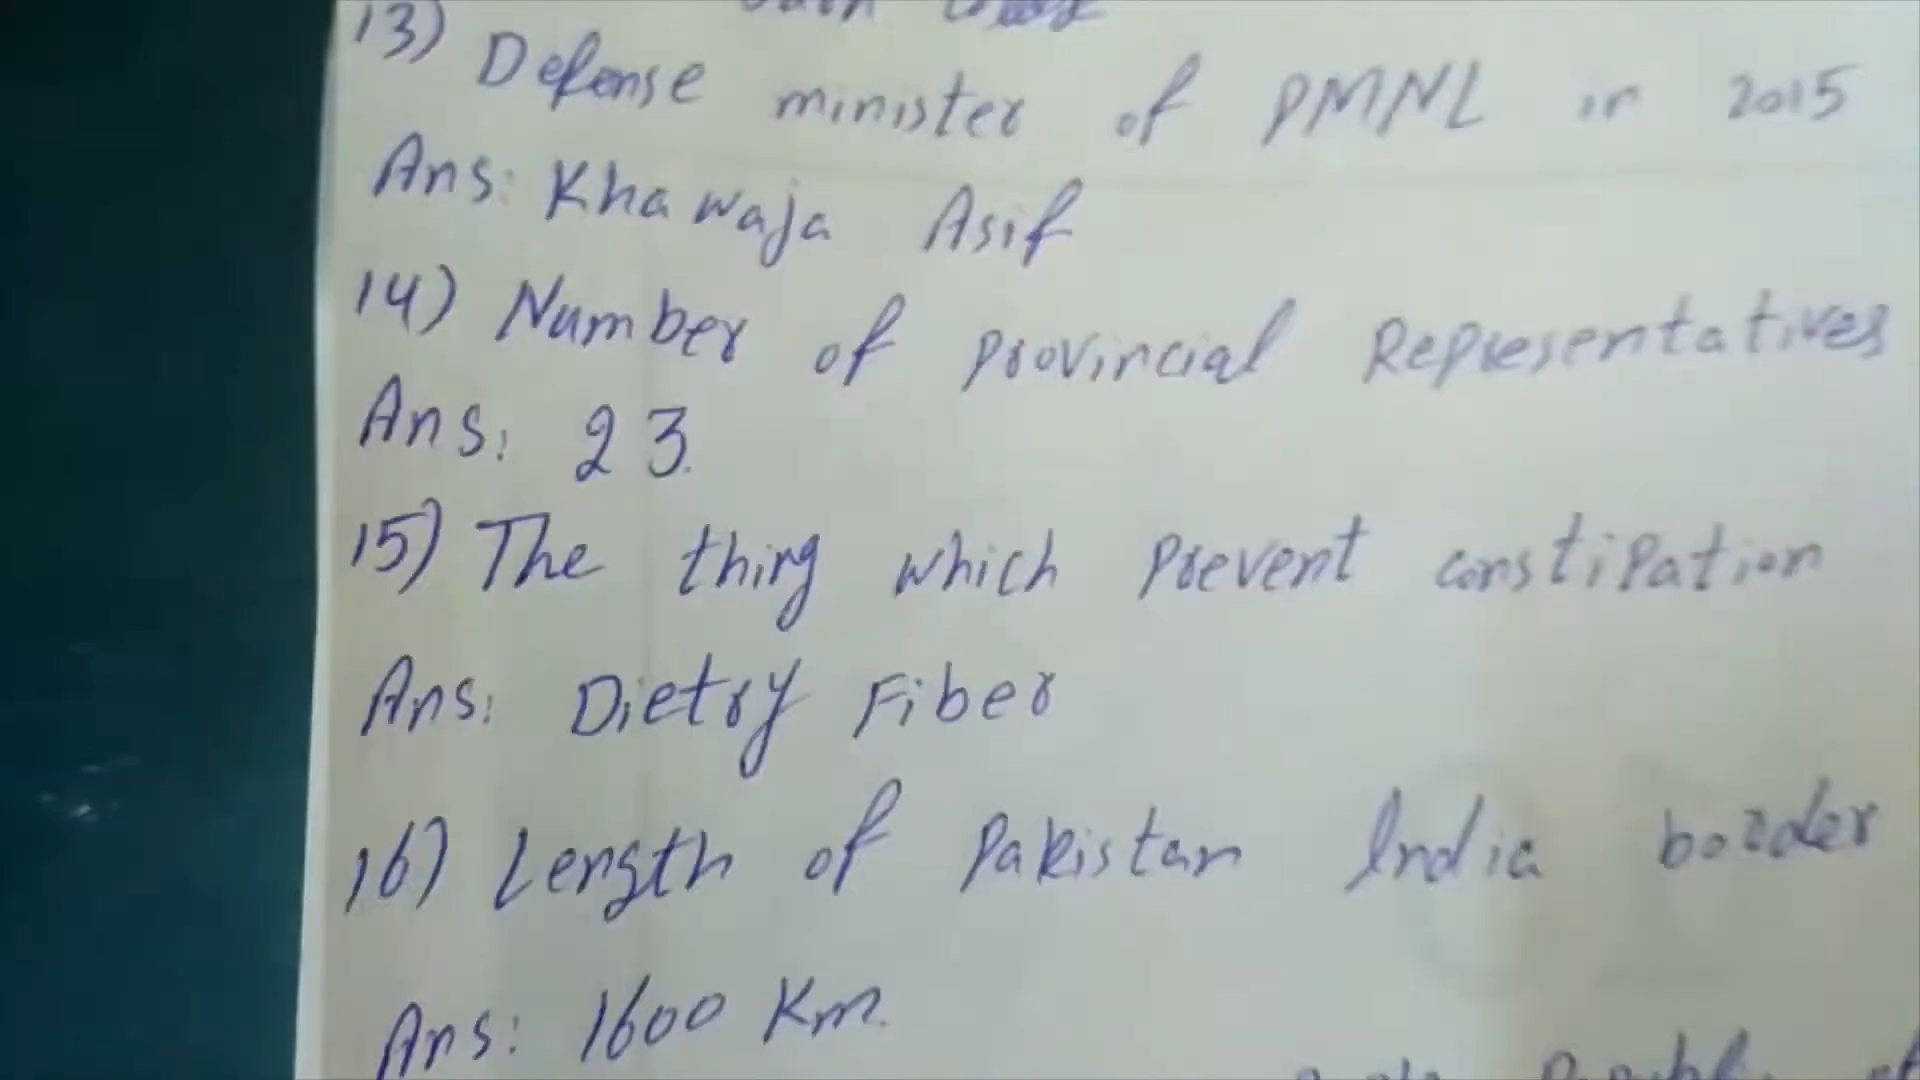 13) Defense minister of PMNL in 2015
Ans: Khawaja Asif
14) Number of provincial Representatives
Ans: 23.
15) The thing which prevent constipation
Ans: Dietry Fiber
16) Length of Pakistan India border
Ans: 1600 Km.